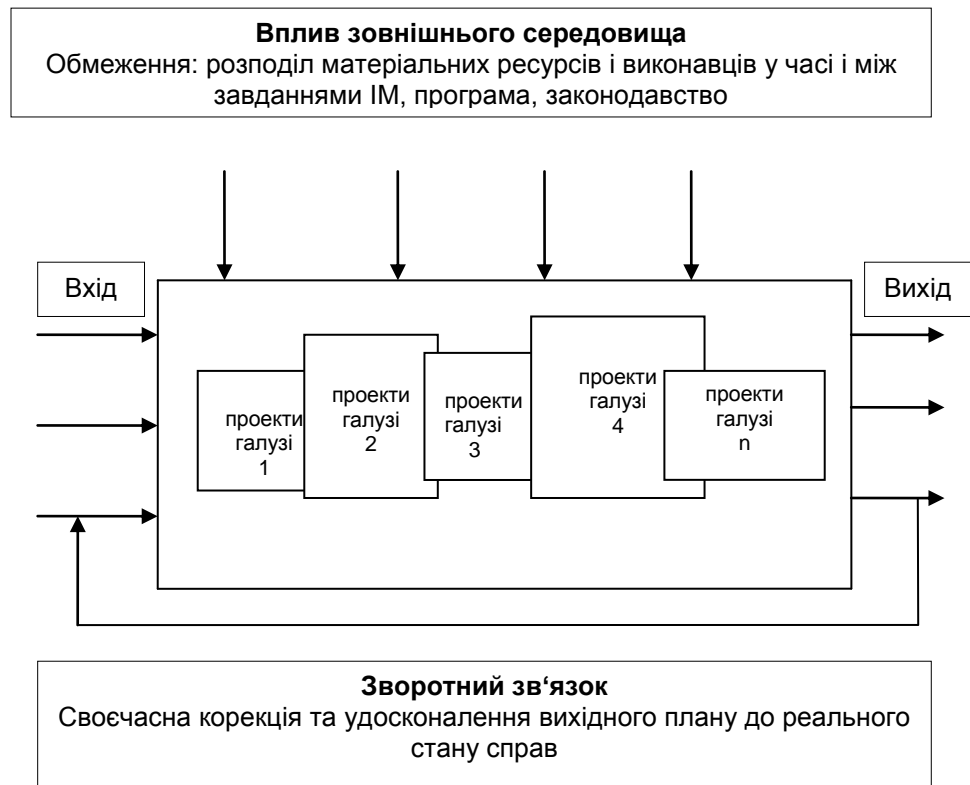 Вплив зовнішнього середовища
Обмеження: розподіл матеріальних ресурсів і виконавців у часі і між
завданнями ІМ, програма, законодавство
Вхід
Вихід
проекти
галузі
1
проекти
галузі
2
проекти
галузі
3
проекти
галузі
4
проекти
галузі
n
Зворотний зв‘язок
Своєчасна корекція та удосконалення вихідного плану до реального
стану справ